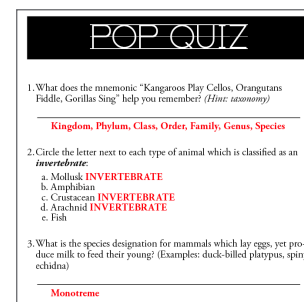 POP QUIZ
1. What does the mnemonic “Kangaroos Play Cellos, Orangutans
Fiddle, Gorillas Sing” help you remember? (Hint: taxonomy)
Kingdom, Phylum, Class, Order, Family, Genus, Species
2. Circle the letter next to each type of animal which is classified as an
invertebrate:
a. Mollusk INVERTEBRATE
b. Amphibian
c. Crustacean INVERTEBRATE
d. Arachnid INVERTEBRATE
e. Fish
3. What is the species designation for mammals which lay eggs, yet pro-
duce milk to feed their young? (Examples: duck-billed platypus, spin
echidna)
Monotreme